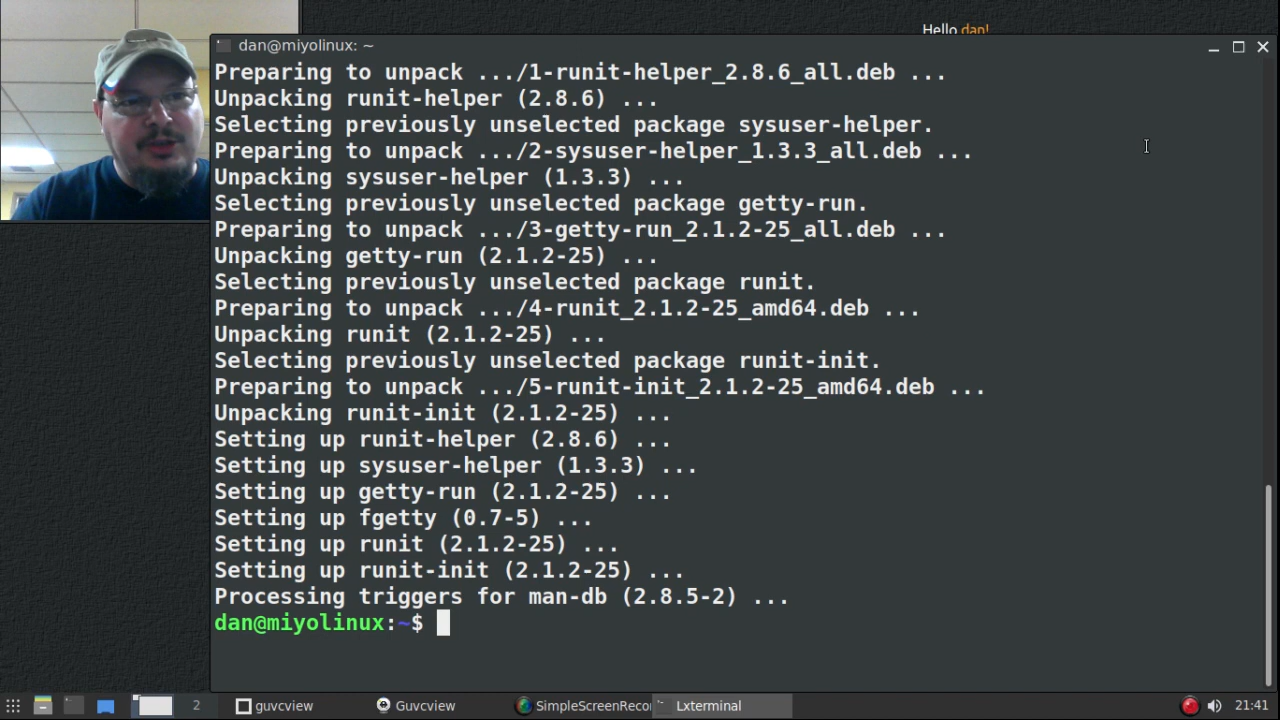 Hello dan!
dan@miyolinux: ~
Preparing to unpack .../1-runit-helper_2.8.6_all.deb ...
Unpacking runit-helper (2.8.6) ...
Selecting previously unselected package sysuser-helper.
Preparing to unpack .../2-sysuser-helper_1.3.3_all.deb ...
Unpacking sysuser-helper (1.3.3) ...
Selecting previously unselected package getty-run.
Preparing to unpack .../3-getty-run_2.1.2-25_all.deb ...
Unpacking getty-run (2.1.2-25) ...
Selecting previously unselected package runit.
Preparing to unpack .../4-runit_2.1.2-25_amd64.deb ...
Unpacking runit (2.1.2-25) ...
Selecting previously unselected package runit-init.
Preparing to unpack .../5-runit-init_2.1.2-25_amd64.deb ...
Unpacking runit-init (2.1.2-25) ...
Setting up runit-helper (2.8.6) ...
Setting up sysuser-helper (1.3.3) ...
Setting up getty-run (2.1.2-25) ...
Setting up fgetty (0.7-5) ...
Setting up runit (2.1.2-25) ...
Setting up runit-init (2.1.2-25) ...
Processing triggers for man-db (2.8.5-2) ...
dan@miyolinux:~$
2 guvcview Guvcview SimpleScreenReco Lxterminal 21:41